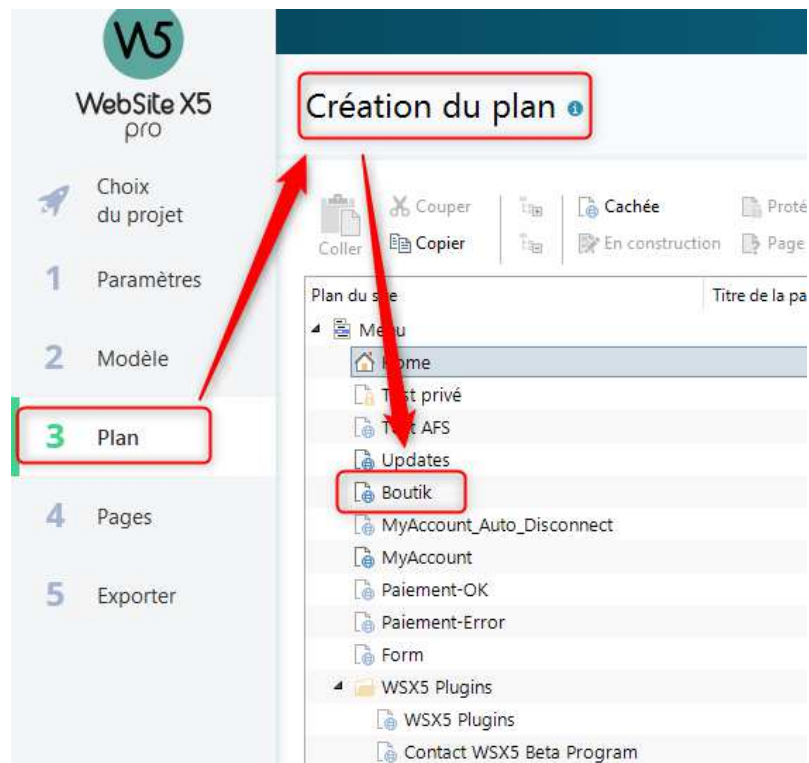 W5
WebSite X5
pro
Choix
du projet
1 Paramètres
2 Modèle
3 Plan
4 Pages
5 Exporter
Création du plan
Coller
Couper
Copier
Cachée
En construction
Page
Plan du site
Titre de la
Menu
Home
Test privé
Test AFS
Updates
Boutik
MyAccount_Auto_Disconnect
MyAccount
Paiement-OK
Paiement-Error
Form
WSX5 Plugins
WSX5 Plugins
Contact WSX5 Beta Program